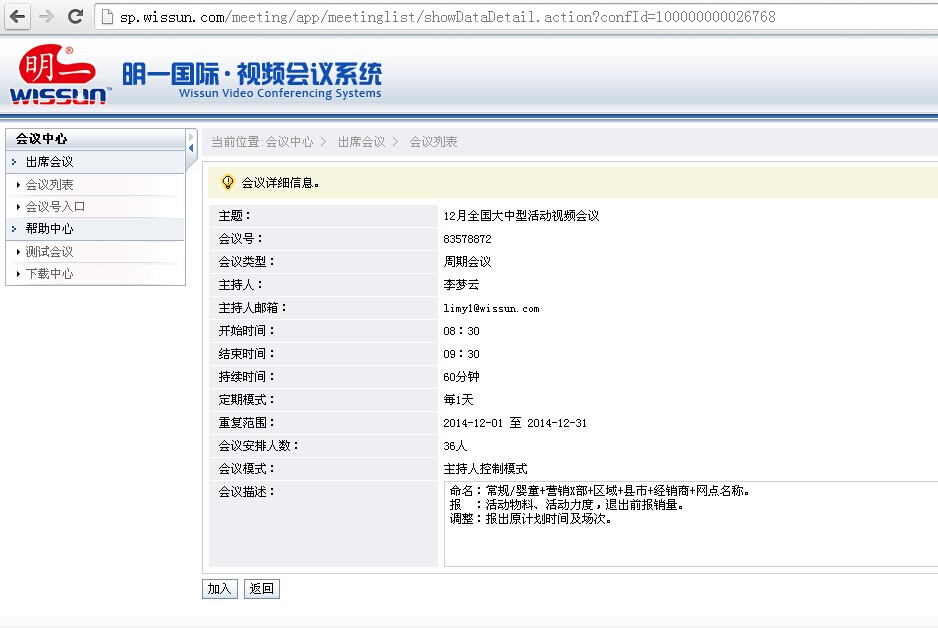 sp.wissun.com/meeting/app/meetinglist/showDataDetail.action?confId=100000000026768
明一®
WISSUN™
明一国际·视频会议系统
Wissun Video Conferencing Systems
会议中心
出席会议
会议列表
会议号入口
帮助中心
测试会议
下载中心
当前位置:会议中心 > 出席会议 > 会议列表
会议详细信息。
主题： 12月全国大中型活动视频会议
会议号： 83578872
会议类型： 周期会议
主持人： 李梦云
主持人邮箱： limy1@wissun.com
开始时间： 08：30
结束时间： 09：30
持续时间： 60分钟
定期模式： 每1天
重复范围： 2014-12-01 至 2014-12-31
会议安排人数： 36人
会议模式： 主持人控制模式
会议描述： 命名：常规/婴童+营销X部+区域+县市+经销商+网点名称。
报 ：活动物料、活动力度，退出前报销量。
调整：报出原计划时间及场次。
加入 返回